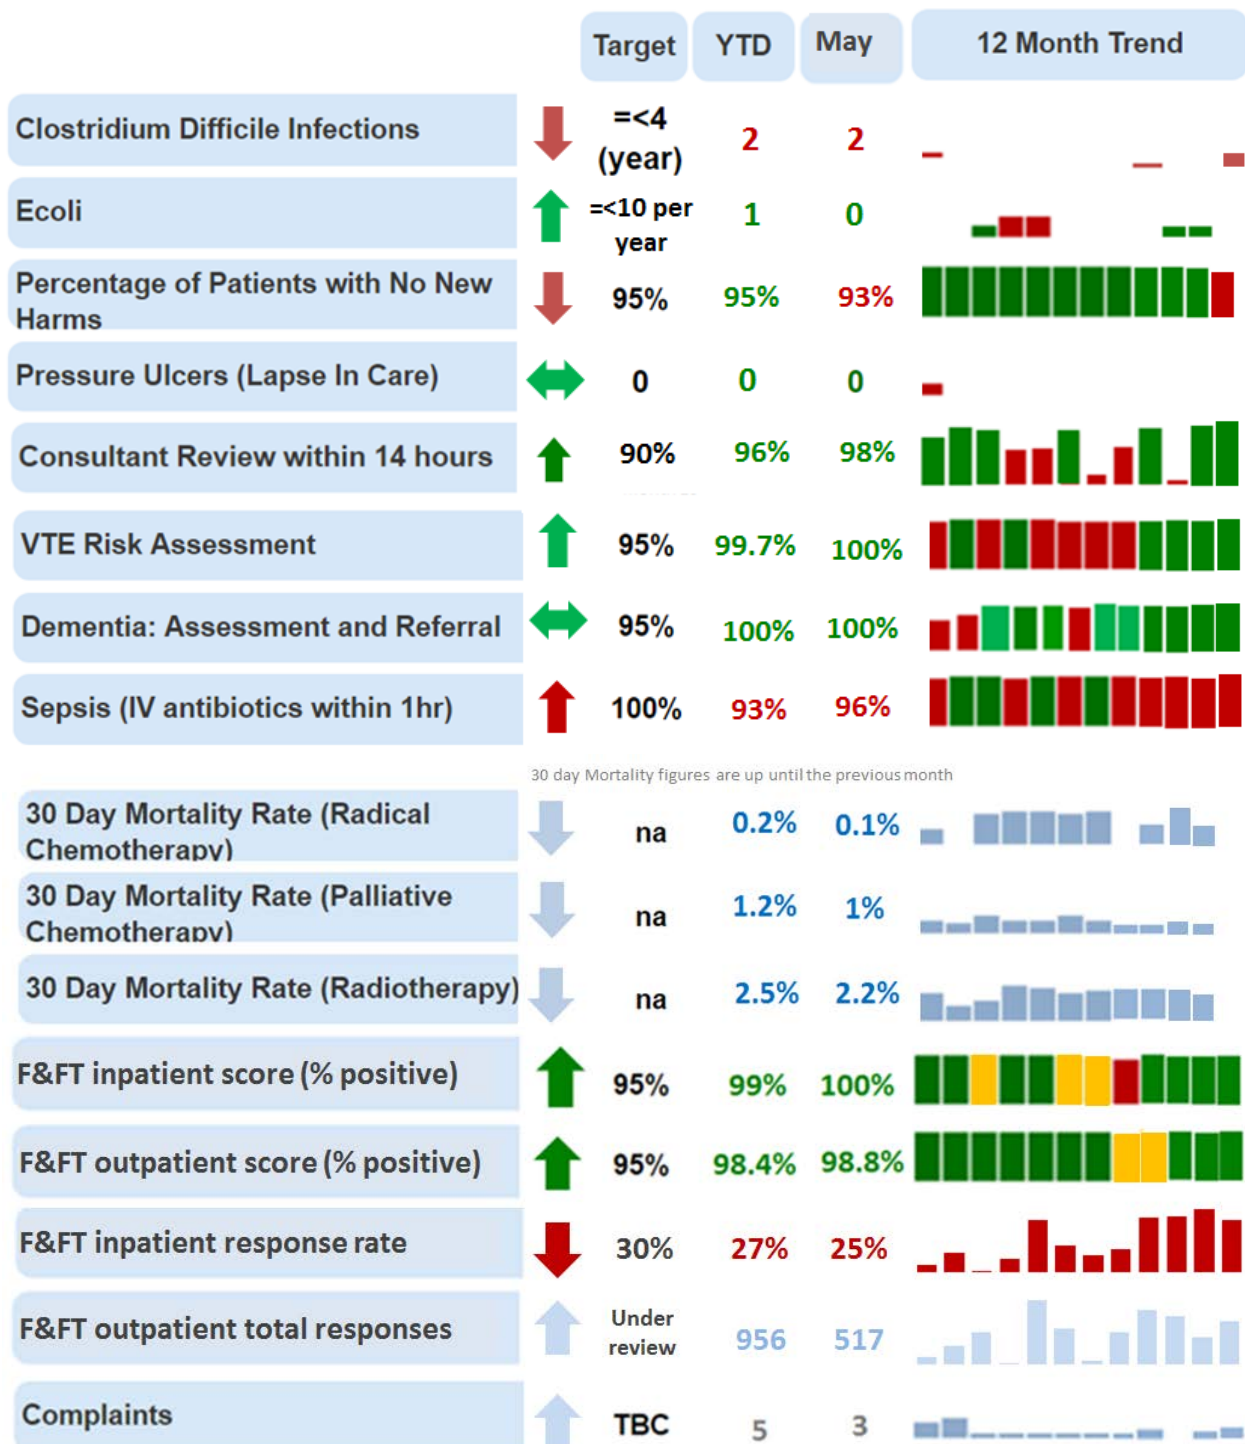 Target YTD May 12 Month Trend
Clostridium Difficile Infections =<4 (year) 2 2
Ecoli =<10 per year 1 0
Percentage of Patients with No New
Harms 95% 95% 93%
Pressure Ulcers (Lapse In Care) 0 0 0
Consultant Review within 14 hours 90% 96% 98%
VTE Risk Assessment 95% 99.7% 100%
Dementia: Assessment and Referral 95% 100% 100%
Sepsis (IV antibiotics within 1hr) 100% 93% 96%
30 day Mortality figures are up until the previous month
30 Day Mortality Rate (Radical
Chemotherapy) na 0.2% 0.1%
30 Day Mortality Rate (Palliative
Chemotherapy) na 1.2% 1%
30 Day Mortality Rate (Radiotherapy) na 2.5% 2.2%
F&FT inpatient score (% positive) 95% 99% 100%
F&FT outpatient score (% positive) 95% 98.4% 98.8%
F&FT inpatient response rate 30% 27% 25%
F&FT outpatient total responses Under review 956 517
Complaints TBC 5 3